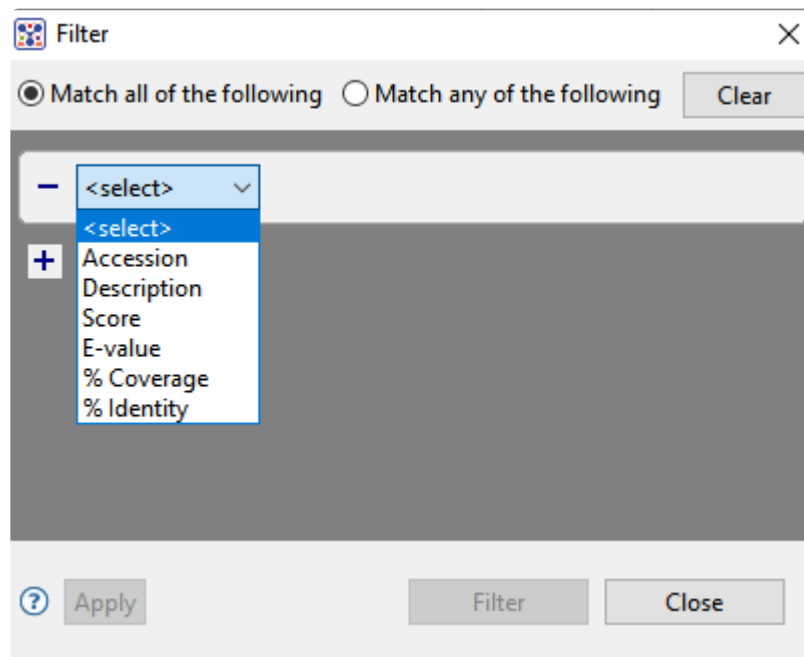 Filter
Match all of the following Match any of the following Clear
<select>
<select>
Accession
Description
Score
E-value
% Coverage
% Identity
Apply Filter Close